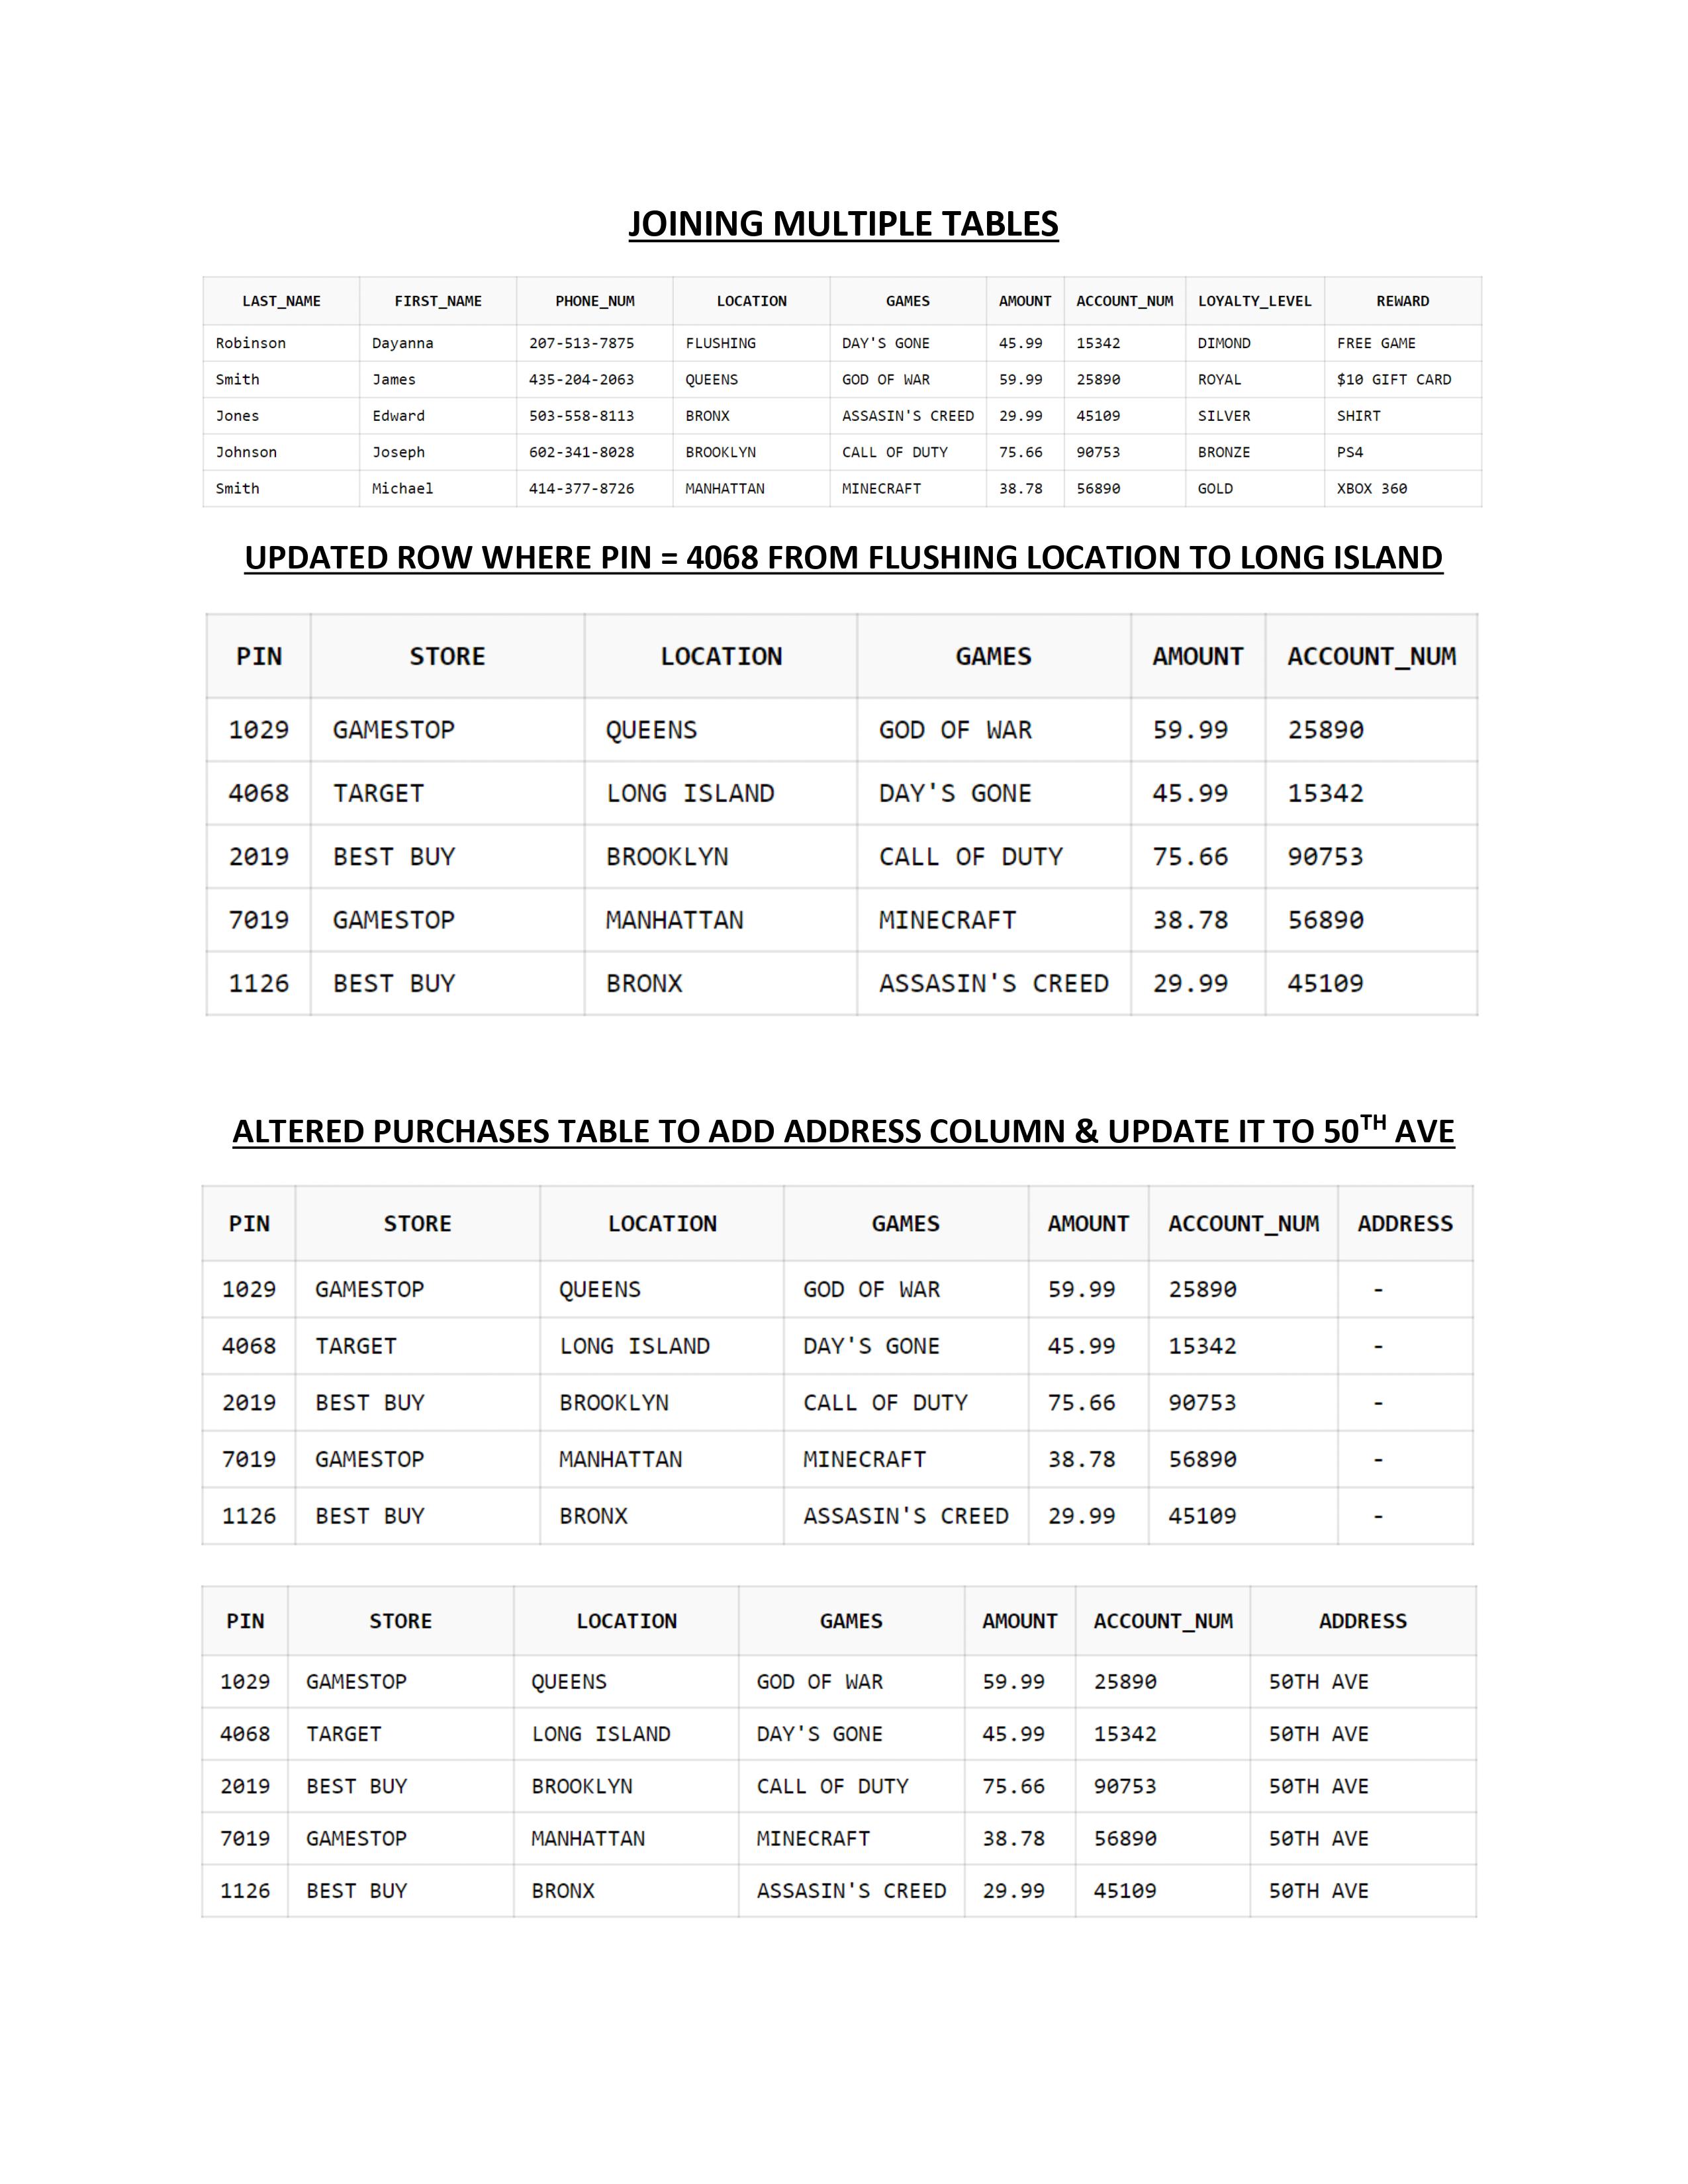 JOINING MULTIPLE TABLES
LAST_NAME FIRST_NAME PHONE_NUM LOCATION GAMES AMOUNT ACCOUNT_NUM LOYALTY_LEVEL REWARD
Robinson Dayanna 207-513-7875 FLUSHING DAY'S GONE 45.99 15342 DIMOND FREE GAME
Smith James 435-204-2063 QUEENS GOD OF WAR 59.99 25890 ROYAL $10 GIFT CARD
Jones Edward 503-558-8113 BRONX ASSASIN'S CREED 29.99 45109 SILVER SHIRT
Johnson Joseph 602-341-8028 BROOKLYN CALL OF DUTY 75.66 90753 BRONZE PS4
Smith Michael 414-377-8726 MANHATTAN MINECRAFT 38.78 56890 GOLD XBOX 360
UPDATED ROW WHERE PIN = 4068 FROM FLUSHING LOCATION TO LONG ISLAND
PIN STORE LOCATION GAMES AMOUNT ACCOUNT_NUM
1029 GAMESTOP QUEENS GOD OF WAR 59.99 25890
4068 TARGET LONG ISLAND DAY'S GONE 45.99 15342
2019 BEST BUY BROOKLYN CALL OF DUTY 75.66 90753
7019 GAMESTOP MANHATTAN MINECRAFT 38.78 56890
1126 BEST BUY BRONX ASSASIN'S CREED 29.99 45109
ALTERED PURCHASES TABLE TO ADD ADDRESS COLUMN & UPDATE IT TO 50TH AVE
PIN STORE LOCATION GAMES AMOUNT ACCOUNT_NUM ADDRESS
1029 GAMESTOP QUEENS GOD OF WAR 59.99 25890 -
4068 TARGET LONG ISLAND DAY'S GONE 45.99 15342 -
2019 BEST BUY BROOKLYN CALL OF DUTY 75.66 90753 -
7019 GAMESTOP MANHATTAN MINECRAFT 38.78 56890 -
1126 BEST BUY BRONX ASSASIN'S CREED 29.99 45109 -
PIN STORE LOCATION GAMES AMOUNT ACCOUNT_NUM ADDRESS
1029 GAMESTOP QUEENS GOD OF WAR 59.99 25890 50TH AVE
4068 TARGET LONG ISLAND DAY'S GONE 45.99 15342 50TH AVE
2019 BEST BUY BROOKLYN CALL OF DUTY 75.66 90753 50TH AVE
7019 GAMESTOP MANHATTAN MINECRAFT 38.78 56890 50TH AVE
1126 BEST BUY BRONX ASSASIN'S CREED 29.99 45109 50TH AVE